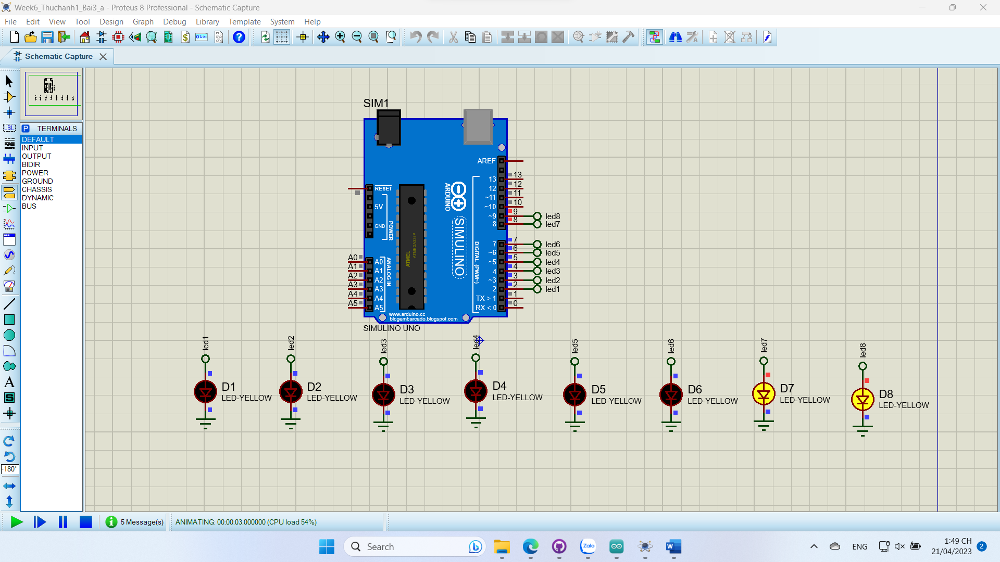 Week6_Thuchanh1_Bai3_a - Proteus 8 Professional - Schematic Capture
File Edit View Tool Design Graph Debug Library Template System Help
Schematic Capture
LBL
P TERMINALS
DEFAULT
INPUT
OUTPUT
BIDIR
POWER
GROUND
CHASSIS
DYNAMIC
BUS
A
S
-180°
SIM1
AREF
13 13
12 12
~11 11
~10 10
~9 9 led8
8 8 led7
7 7 led6
~6 6 led5
~5 5 led4
4 4 led3
~3 3 led2
2 2 led1
TX > 1 1
RX < 0 0
RESET
5V
GND
POWER
A0 A0
A1 A1
A2 A2
A3 A3
A4 A4
A5 A5
ANALOG IN
ATMEL
ATMEGA328P
ARDUINO
SIMULINO
DIGITAL (PWM~)
www.arduino.cc
blogembarcado.blogspot.com
SIMULINO UNO
led1 led2 led3 led4 led5 led6 led7 led8
D1
LED-YELLOW
D2
LED-YELLOW
D3
LED-YELLOW
D4
LED-YELLOW
D5
LED-YELLOW
D6
LED-YELLOW
D7
LED-YELLOW
D8
LED-YELLOW
5 Message(s) ANIMATING: 00:00:03.000000 (CPU load 54%)
Search
Zalo
W
ENG
1:49 CH
21/04/2023
2